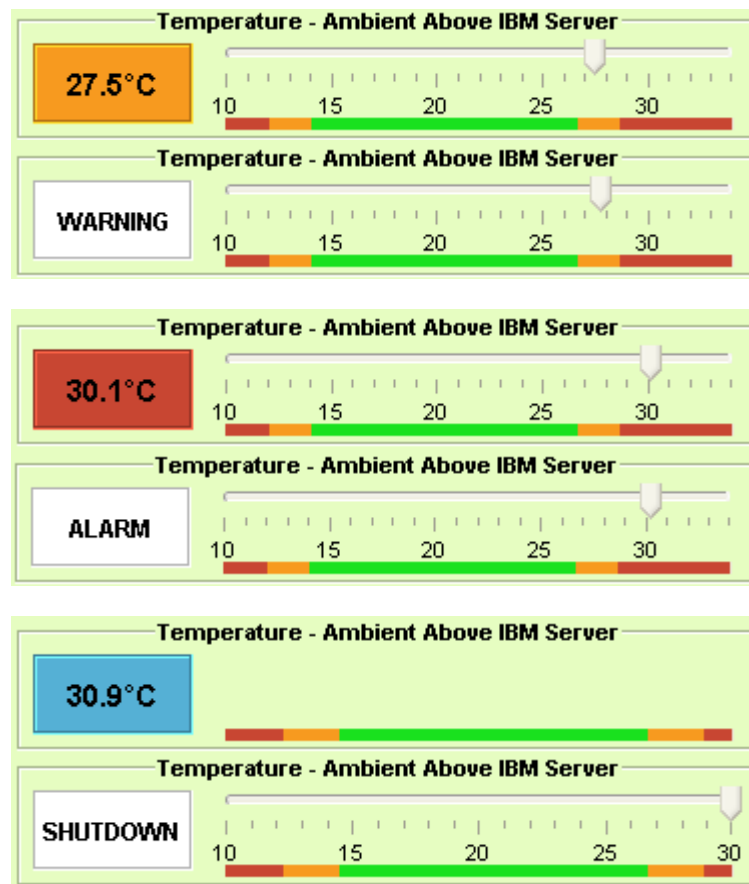 Temperature - Ambient Above IBM Server
27.5°C
10 15 20 25 30
Temperature - Ambient Above IBM Server
WARNING
10 15 20 25 30
Temperature - Ambient Above IBM Server
30.1°C
10 15 20 25 30
Temperature - Ambient Above IBM Server
ALARM
10 15 20 25 30
Temperature - Ambient Above IBM Server
30.9°C
Temperature - Ambient Above IBM Server
SHUTDOWN
10 15 20 25 30